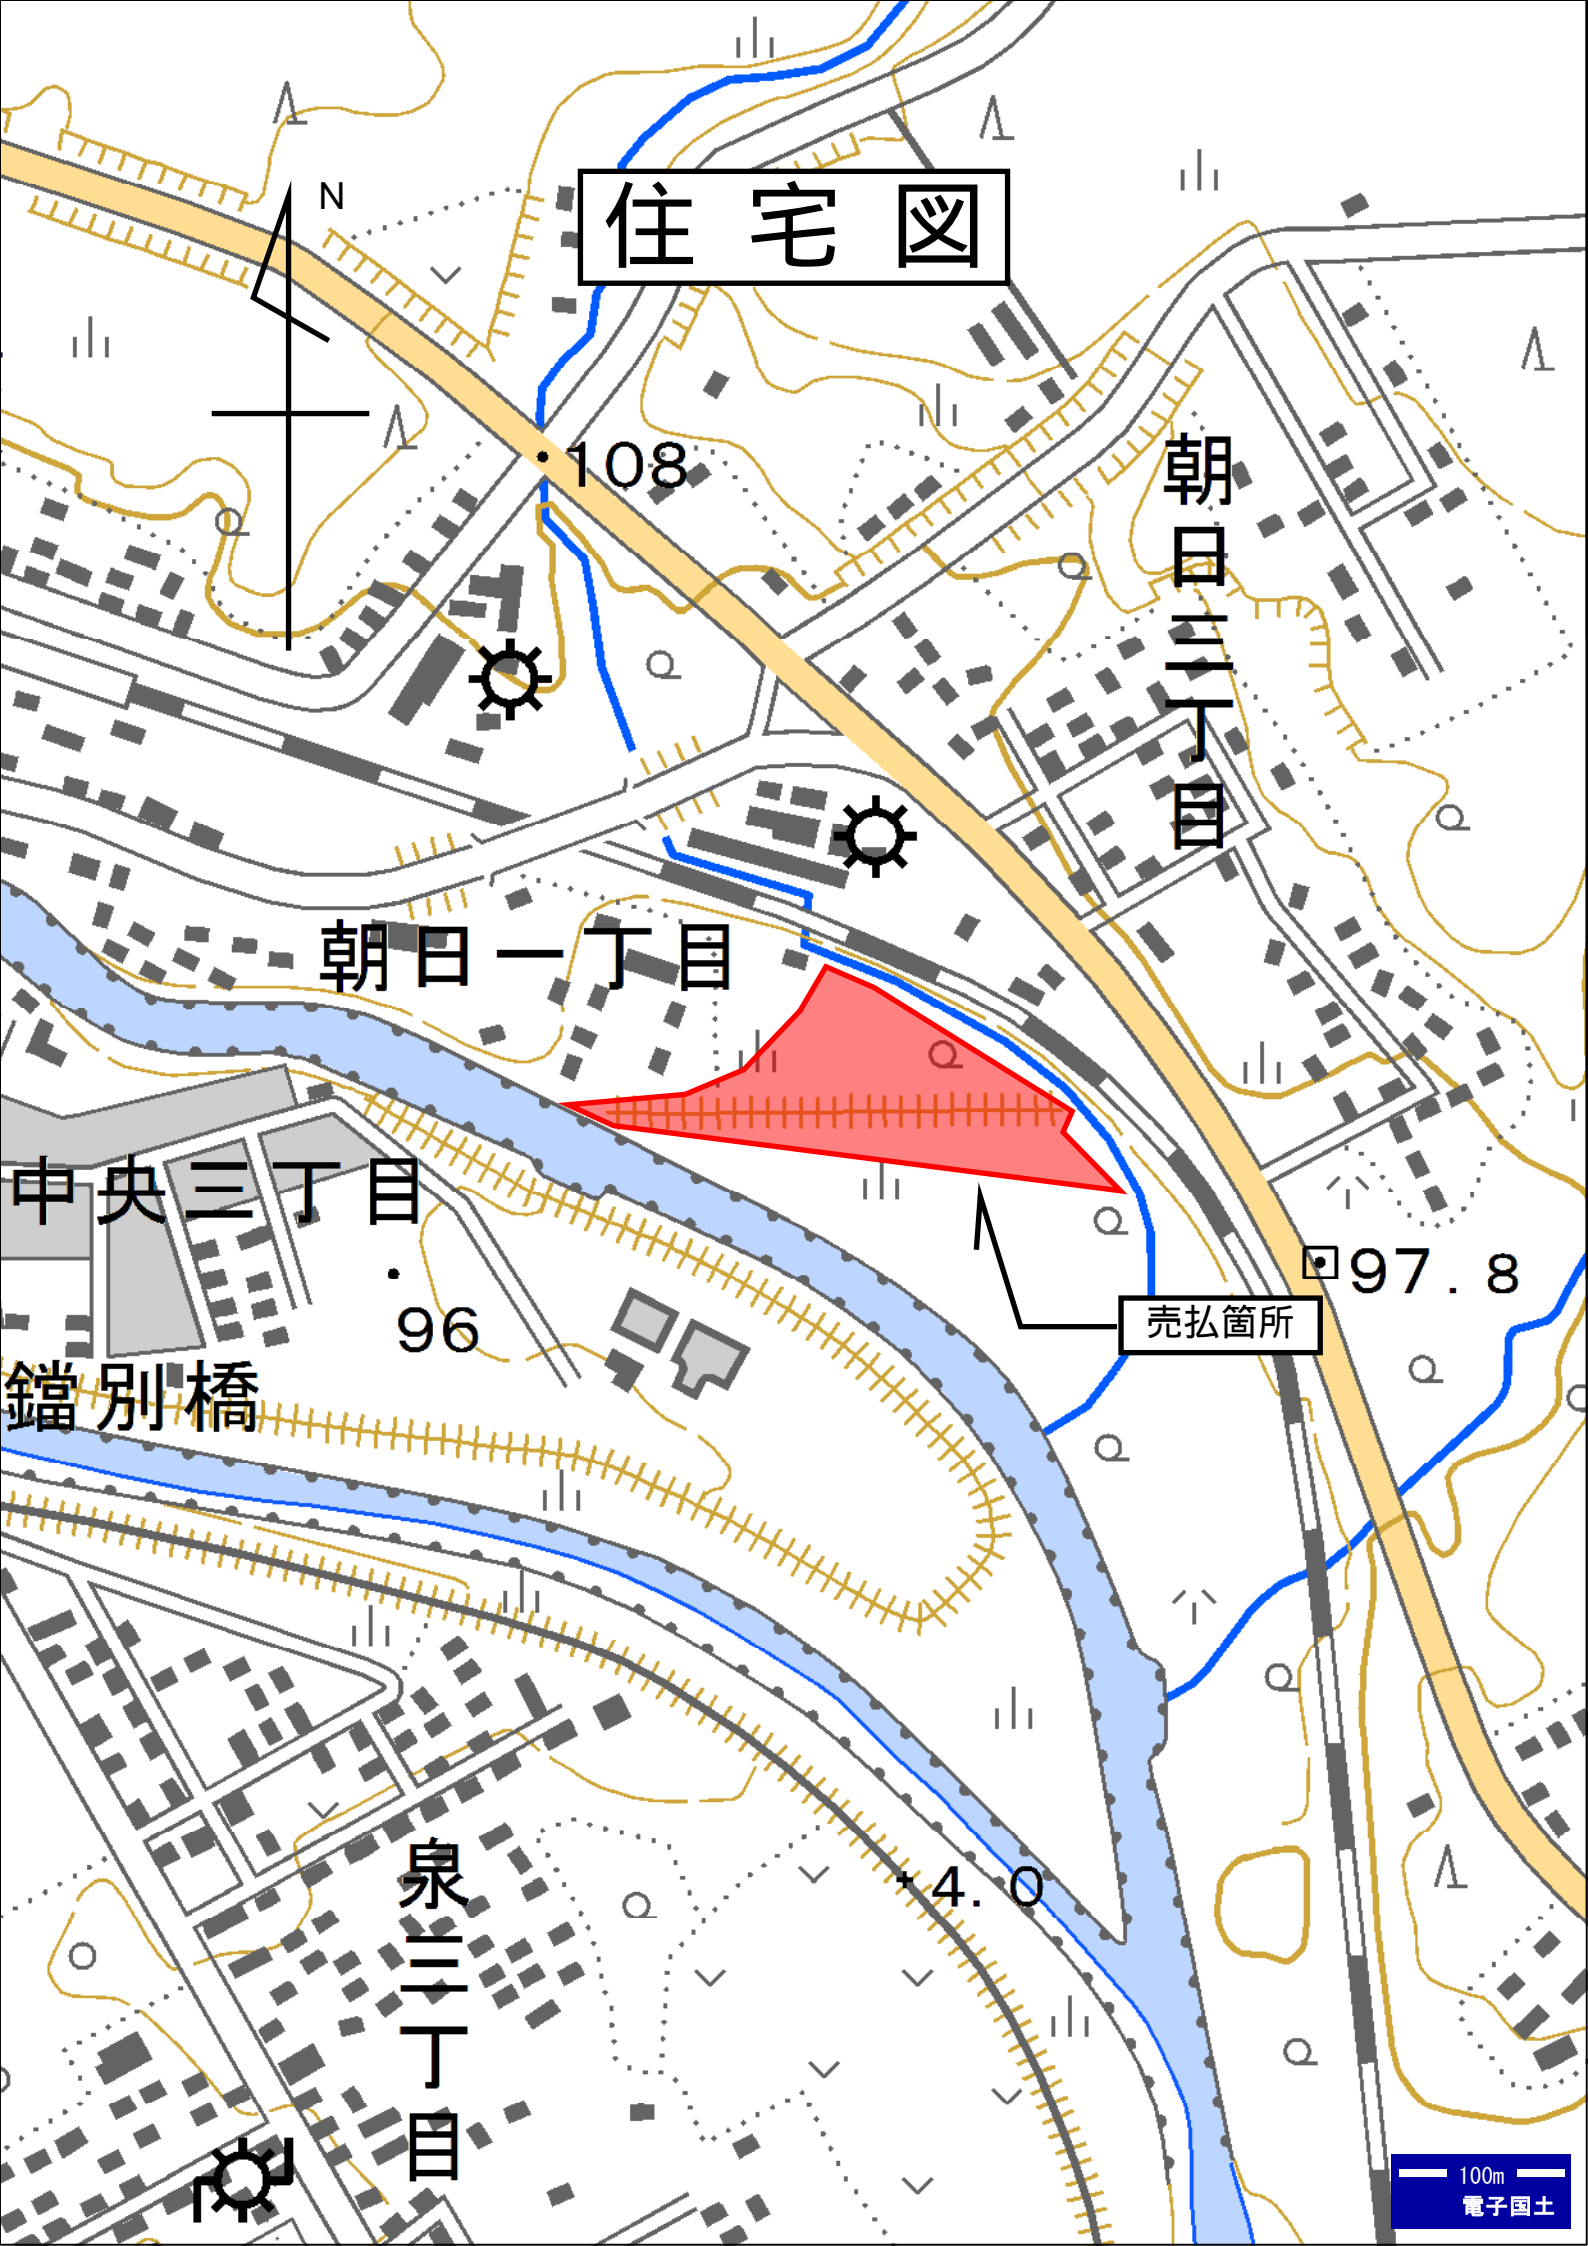 N
住宅図
108
朝日三丁目
朝日一丁目
中央三丁目
96
97.8
売払箇所
鐺別橋
4.0
泉三丁目
100m
電子国土